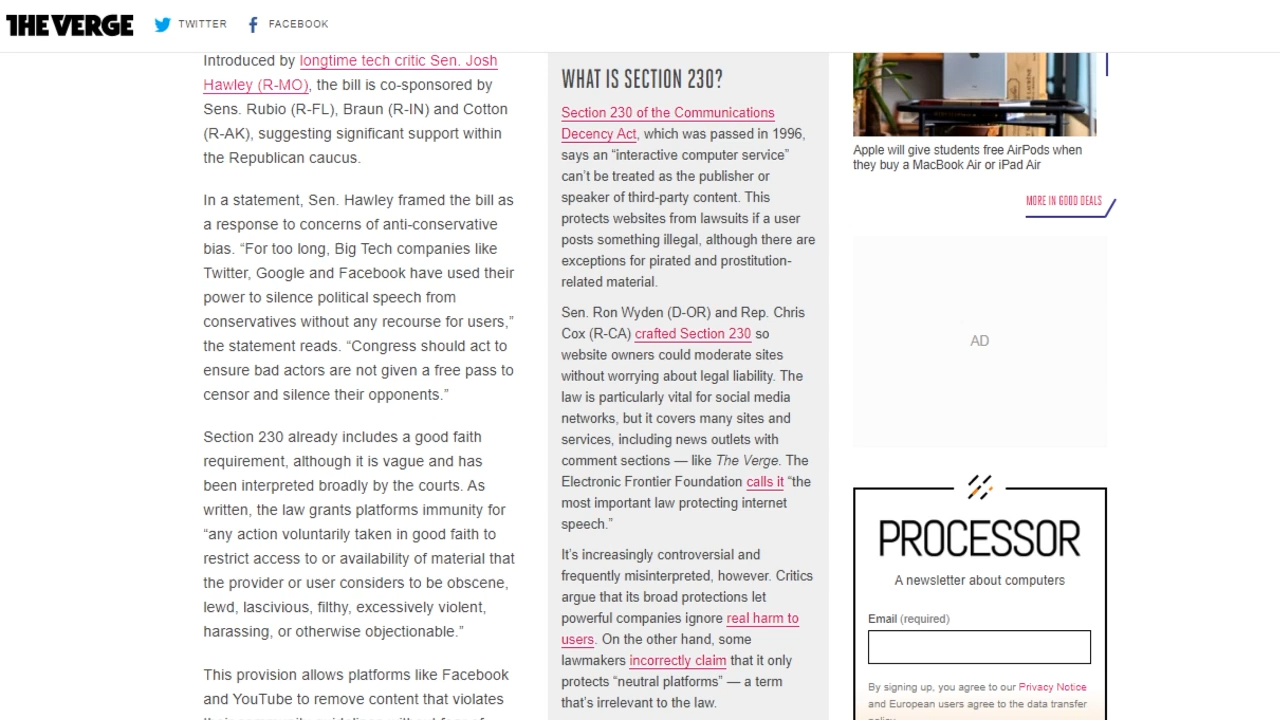 THE VERGE
TWITTER
FACEBOOK
Introduced by longtime tech critic Sen. Josh
Hawley (R-MO), the bill is co-sponsored by
Sens. Rubio (R-FL), Braun (R-IN) and Cotton
(R-AK), suggesting significant support within
the Republican caucus.
In a statement, Sen. Hawley framed the bill as
a response to concerns of anti-conservative
bias. “For too long, Big Tech companies like
Twitter, Google and Facebook have used their
power to silence political speech from
conservatives without any recourse for users,”
the statement reads. “Congress should act to
ensure bad actors are not given a free pass to
censor and silence their opponents.”
Section 230 already includes a good faith
requirement, although it is vague and has
been interpreted broadly by the courts. As
written, the law grants platforms immunity for
“any action voluntarily taken in good faith to
restrict access to or availability of material that
the provider or user considers to be obscene,
lewd, lascivious, filthy, excessively violent,
harassing, or otherwise objectionable.”
This provision allows platforms like Facebook
and YouTube to remove content that violates
WHAT IS SECTION 230?
Section 230 of the Communications
Decency Act, which was passed in 1996,
says an “interactive computer service”
can’t be treated as the publisher or
speaker of third-party content. This
protects websites from lawsuits if a user
posts something illegal, although there are
exceptions for pirated and prostitution-
related material.
Sen. Ron Wyden (D-OR) and Rep. Chris
Cox (R-CA) crafted Section 230 so
website owners could moderate sites
without worrying about legal liability. The
law is particularly vital for social media
networks, but it covers many sites and
services, including news outlets with
comment sections — like The Verge. The
Electronic Frontier Foundation calls it “the
most important law protecting internet
speech.”
It’s increasingly controversial and
frequently misinterpreted, however. Critics
argue that its broad protections let
powerful companies ignore real harm to
users. On the other hand, some
lawmakers incorrectly claim that it only
protects “neutral platforms” — a term
that’s irrelevant to the law.
Apple will give students free AirPods when
they buy a MacBook Air or iPad Air
MORE IN GOOD DEALS
AD
PROCESSOR
A newsletter about computers
Email (required)
By signing up, you agree to our Privacy Notice
and European users agree to the data transfer